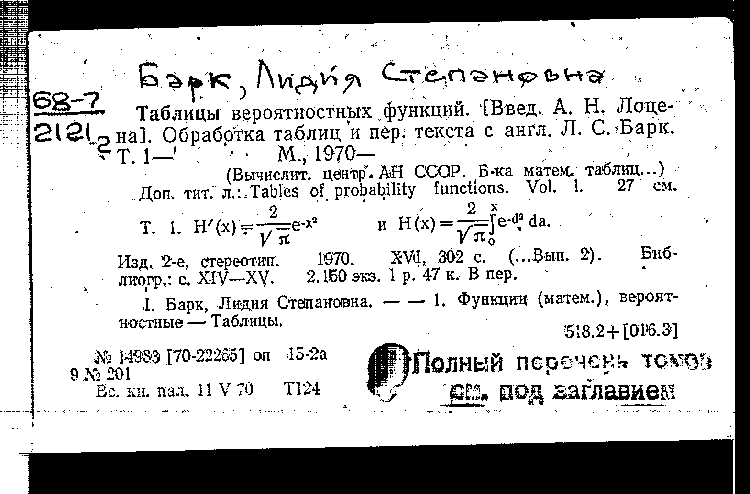 Барк, Лидия Степановна
68-7
2121
2
Таблицы вероятностных функций. [Введ. А. Н. Лоце-
на]. Обработка таблиц и пер. текста с англ. Л. С. Барк.
Т. 1— М., 1970—
(Вычислит. центр. АН СССР. Б-ка матем. таблиц...)
Доп. тит. л.: Tables of probability functions. Vol. 1. 27 см.
Т. 1. H′(x) = 2/√π e^-x² и H(x) = 2/√π ∫₀ˣ e^-α² dα.
Изд. 2-е, стереотип. 1970. XVI, 302 с. (...Вып. 2). Биб-
лиогр.: с. XIV—XV. 2.150 экз. 1 р. 47 к. В пер.
1. Барк, Лидия Степановна. — — 1. Функции (матем.), вероят-
ностные — Таблицы.
518.2+[016.3]
№ 14983 [70-22265] оп 15-2а
9 № 201
Вс. кн. пал. 11 V 70 Т124
Полный перечень томов
см. под заглавием